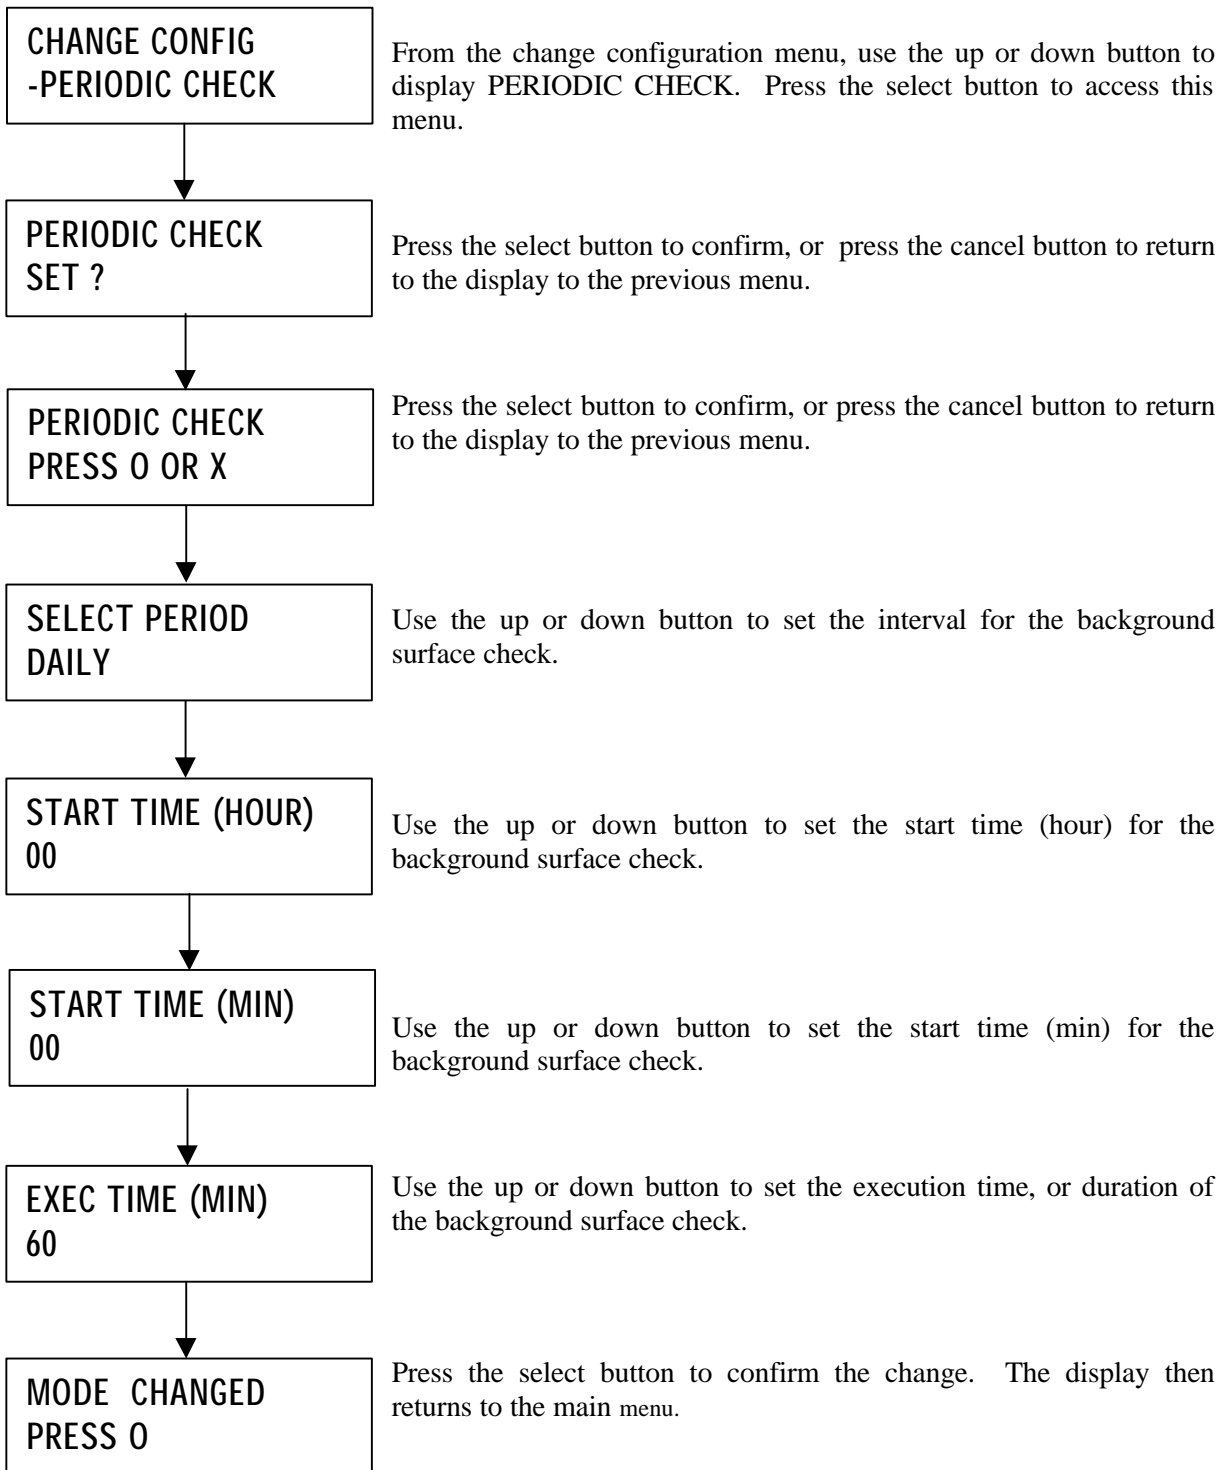 CHANGE CONFIG
-PERIODIC CHECK
From the change configuration menu, use the up or down button to
display PERIODIC CHECK. Press the select button to access this
menu.
PERIODIC CHECK
SET ?
Press the select button to confirm, or press the cancel button to return
to the display to the previous menu.
PERIODIC CHECK
PRESS O OR X
Press the select button to confirm, or press the cancel button to return
to the display to the previous menu.
SELECT PERIOD
DAILY
Use the up or down button to set the interval for the background
surface check.
START TIME (HOUR)
00
Use the up or down button to set the start time (hour) for the
background surface check.
START TIME (MIN)
00
Use the up or down button to set the start time (min) for the
background surface check.
EXEC TIME (MIN)
60
Use the up or down button to set the execution time, or duration of
the background surface check.
MODE CHANGED
PRESS O
Press the select button to confirm the change. The display then
returns to the main menu.